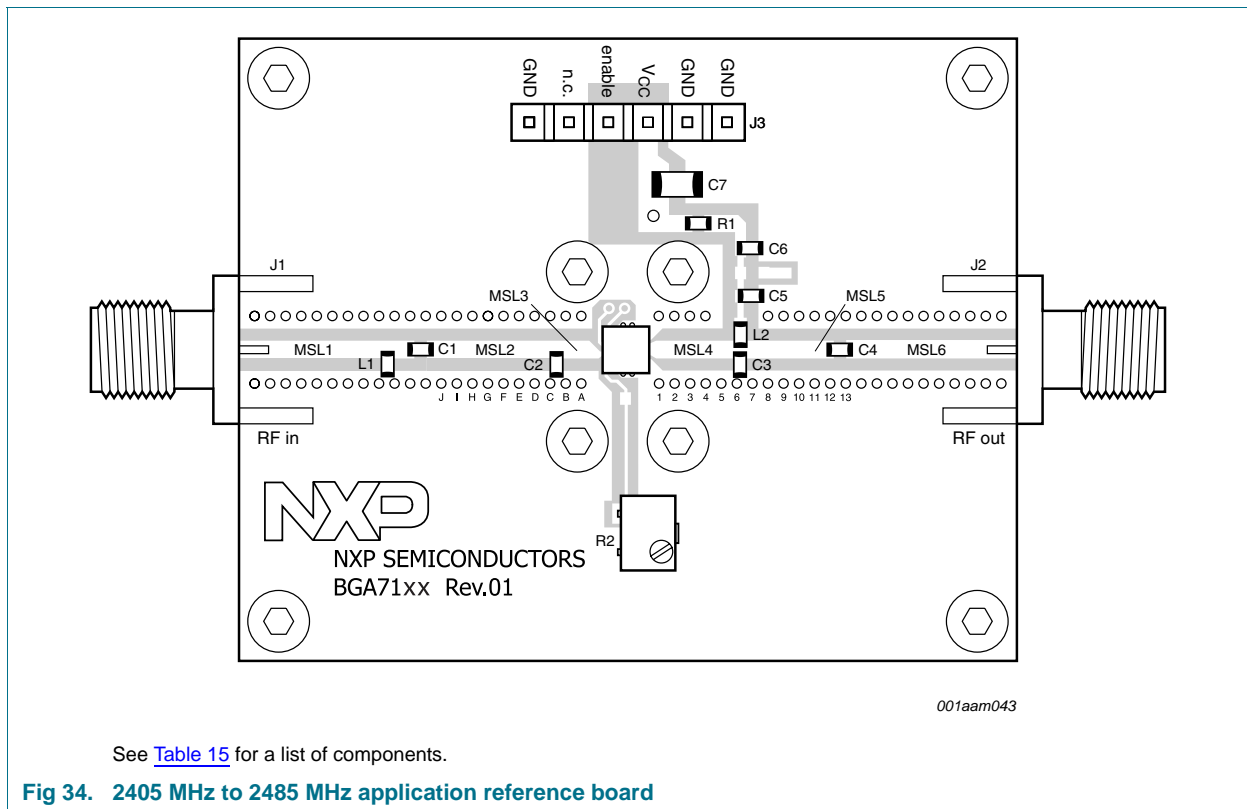 GND n.c. enable VCC GND GND
J3
C7
R1
C6
J1
J2
MSL3
C5
MSL5
L2
MSL1
C1
MSL2
MSL4
C4
MSL6
L1
C2
C3
J I H G F E D C B A
1 2 3 4 5 6 7 8 9 10 11 12 13
RF in
RF out
NXP
R2
NXP SEMICONDUCTORS
BGA71xx Rev.01
001aam043
See Table 15 for a list of components.
Fig 34. 2405 MHz to 2485 MHz application reference board